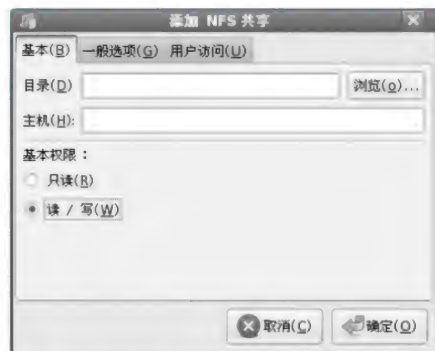 添加 NFS 共享
基本(B) 一般选项(G) 用户访问(U)
目录(D) 浏览(o)...
主机(H):
基本权限：
只读(R)
读 / 写(W)
取消(C) 确定(O)